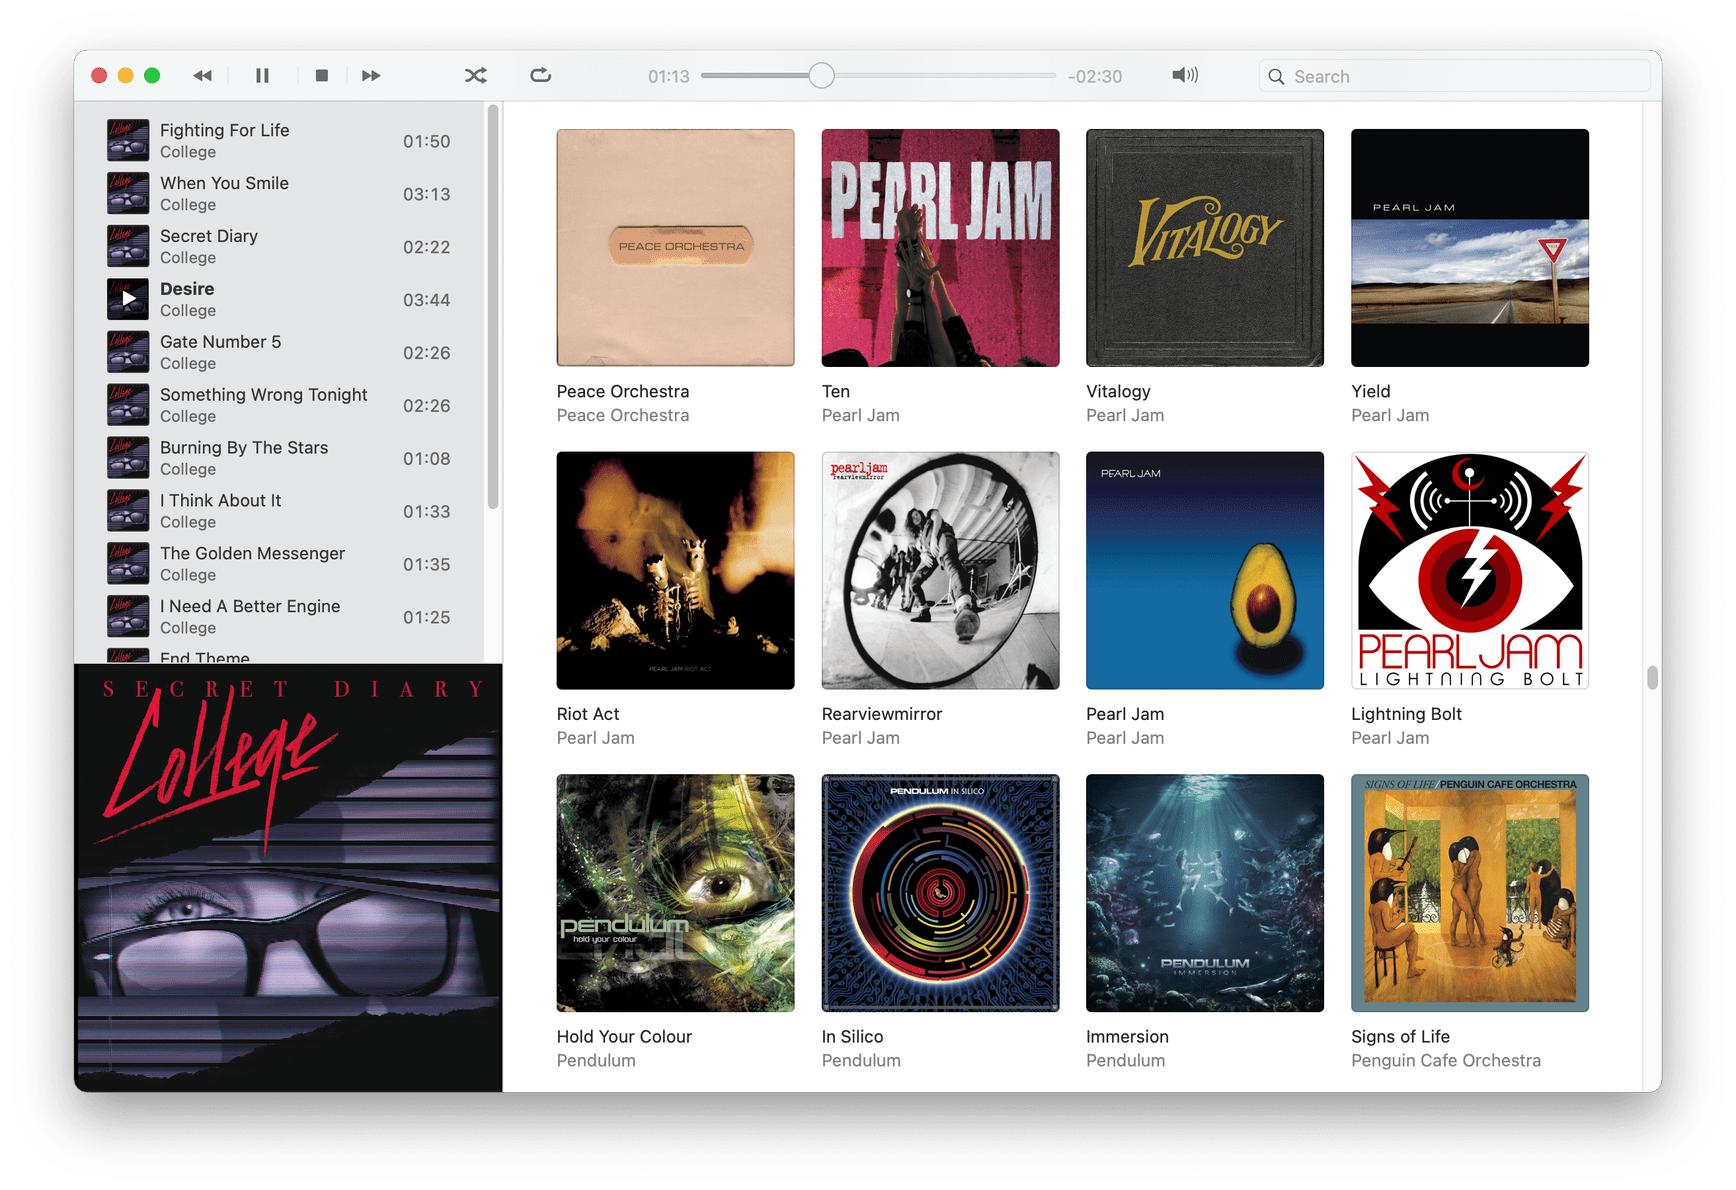 01:13
-02:30
Search
Fighting For Life
College
01:50
When You Smile
College
03:13
Secret Diary
College
02:22
Desire
College
03:44
Gate Number 5
College
02:26
Something Wrong Tonight
College
02:26
Burning By The Stars
College
01:08
I Think About It
College
01:33
The Golden Messenger
College
01:35
I Need A Better Engine
College
01:25
End Theme
SECRET DIARY
College
PEACE ORCHESTRA
Peace Orchestra
Peace Orchestra
PEARL JAM
Ten
Pearl Jam
VITALOGY
Vitalogy
Pearl Jam
PEARL JAM
Yield
Pearl Jam
PEARL JAM RIOT ACT
Riot Act
Pearl Jam
pearl jam
rearviewmirror
Rearviewmirror
Pearl Jam
PEARL JAM
Pearl Jam
Pearl Jam
PEARL JAM
LIGHTNING BOLT
Lightning Bolt
Pearl Jam
pendulum
hold your colour
Hold Your Colour
Pendulum
PENDULUM IN SILICO
In Silico
Pendulum
PENDULUM
IMMERSION
Immersion
Pendulum
SIGNS OF LIFE/PENGUIN CAFE ORCHESTRA
Signs of Life
Penguin Cafe Orchestra